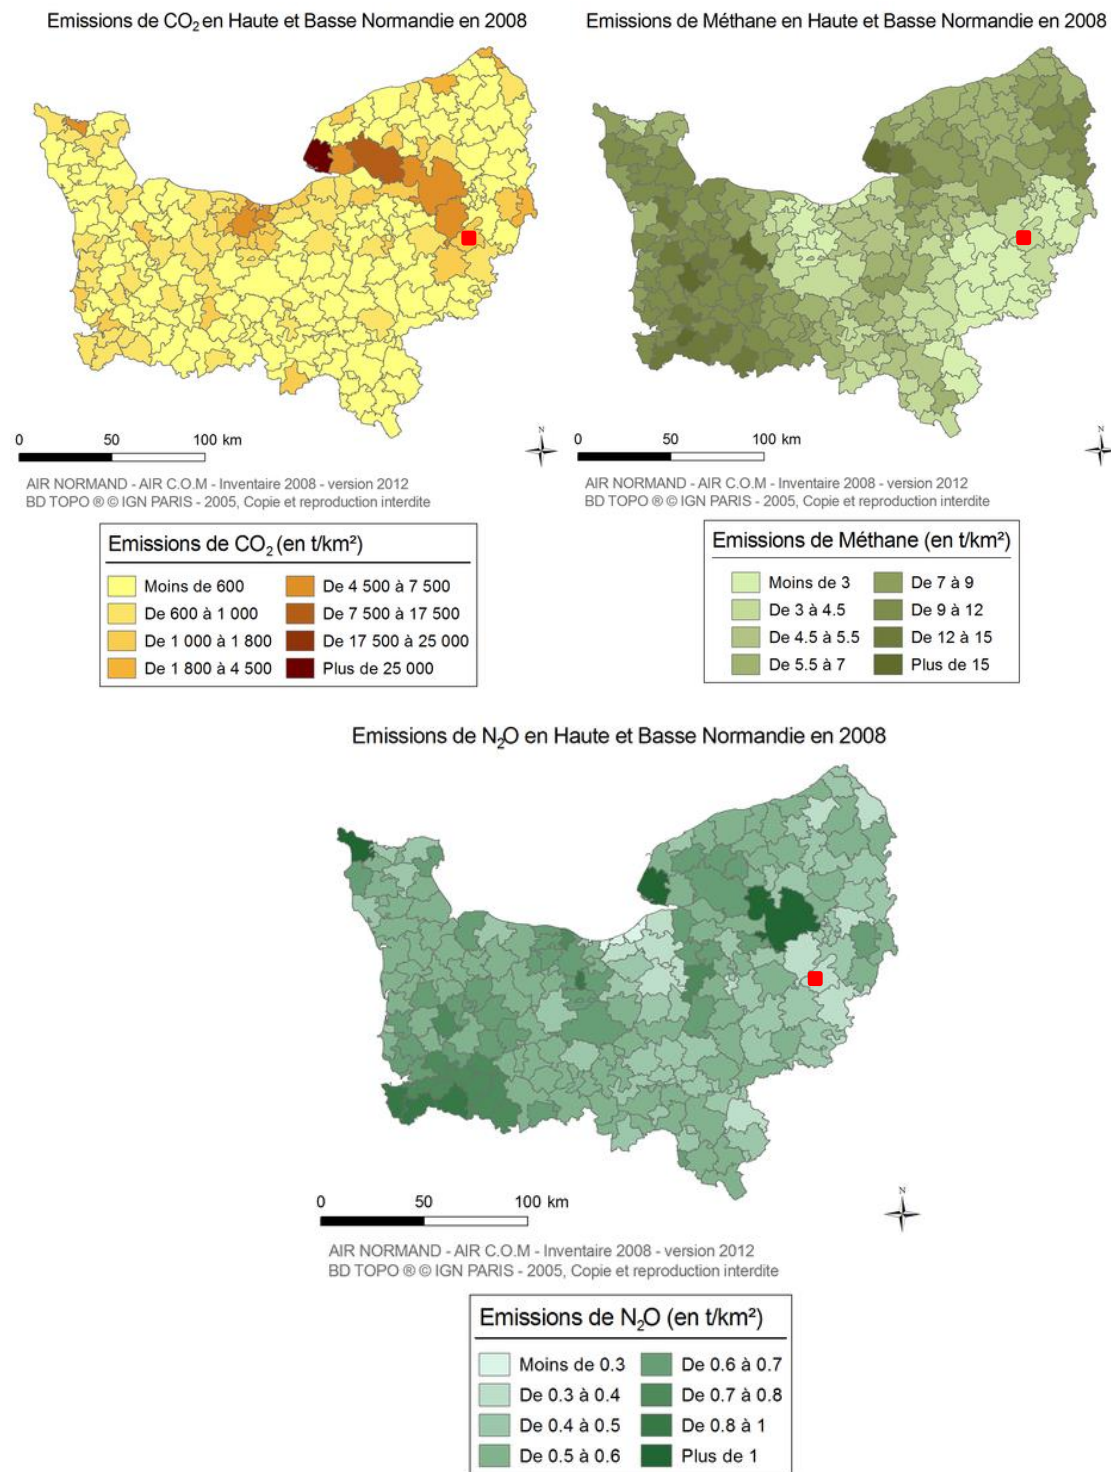 Emissions de CO₂ en Haute et Basse Normandie en 2008
0 50 100 km
N
AIR NORMAND - AIR C.O.M - Inventaire 2008 - version 2012
BD TOPO ® © IGN PARIS - 2005, Copie et reproduction interdite
Emissions de CO₂ (en t/km²)
Moins de 600
De 600 à 1 000
De 1 000 à 1 800
De 1 800 à 4 500
De 4 500 à 7 500
De 7 500 à 17 500
De 17 500 à 25 000
Plus de 25 000
Emissions de Méthane en Haute et Basse Normandie en 2008
0 50 100 km
N
AIR NORMAND - AIR C.O.M - Inventaire 2008 - version 2012
BD TOPO ® © IGN PARIS - 2005, Copie et reproduction interdite
Emissions de Méthane (en t/km²)
Moins de 3
De 3 à 4.5
De 4.5 à 5.5
De 5.5 à 7
De 7 à 9
De 9 à 12
De 12 à 15
Plus de 15
Emissions de N₂O en Haute et Basse Normandie en 2008
0 50 100 km
N
AIR NORMAND - AIR C.O.M - Inventaire 2008 - version 2012
BD TOPO ® © IGN PARIS - 2005, Copie et reproduction interdite
Emissions de N₂O (en t/km²)
Moins de 0.3
De 0.3 à 0.4
De 0.4 à 0.5
De 0.5 à 0.6
De 0.6 à 0.7
De 0.7 à 0.8
De 0.8 à 1
Plus de 1